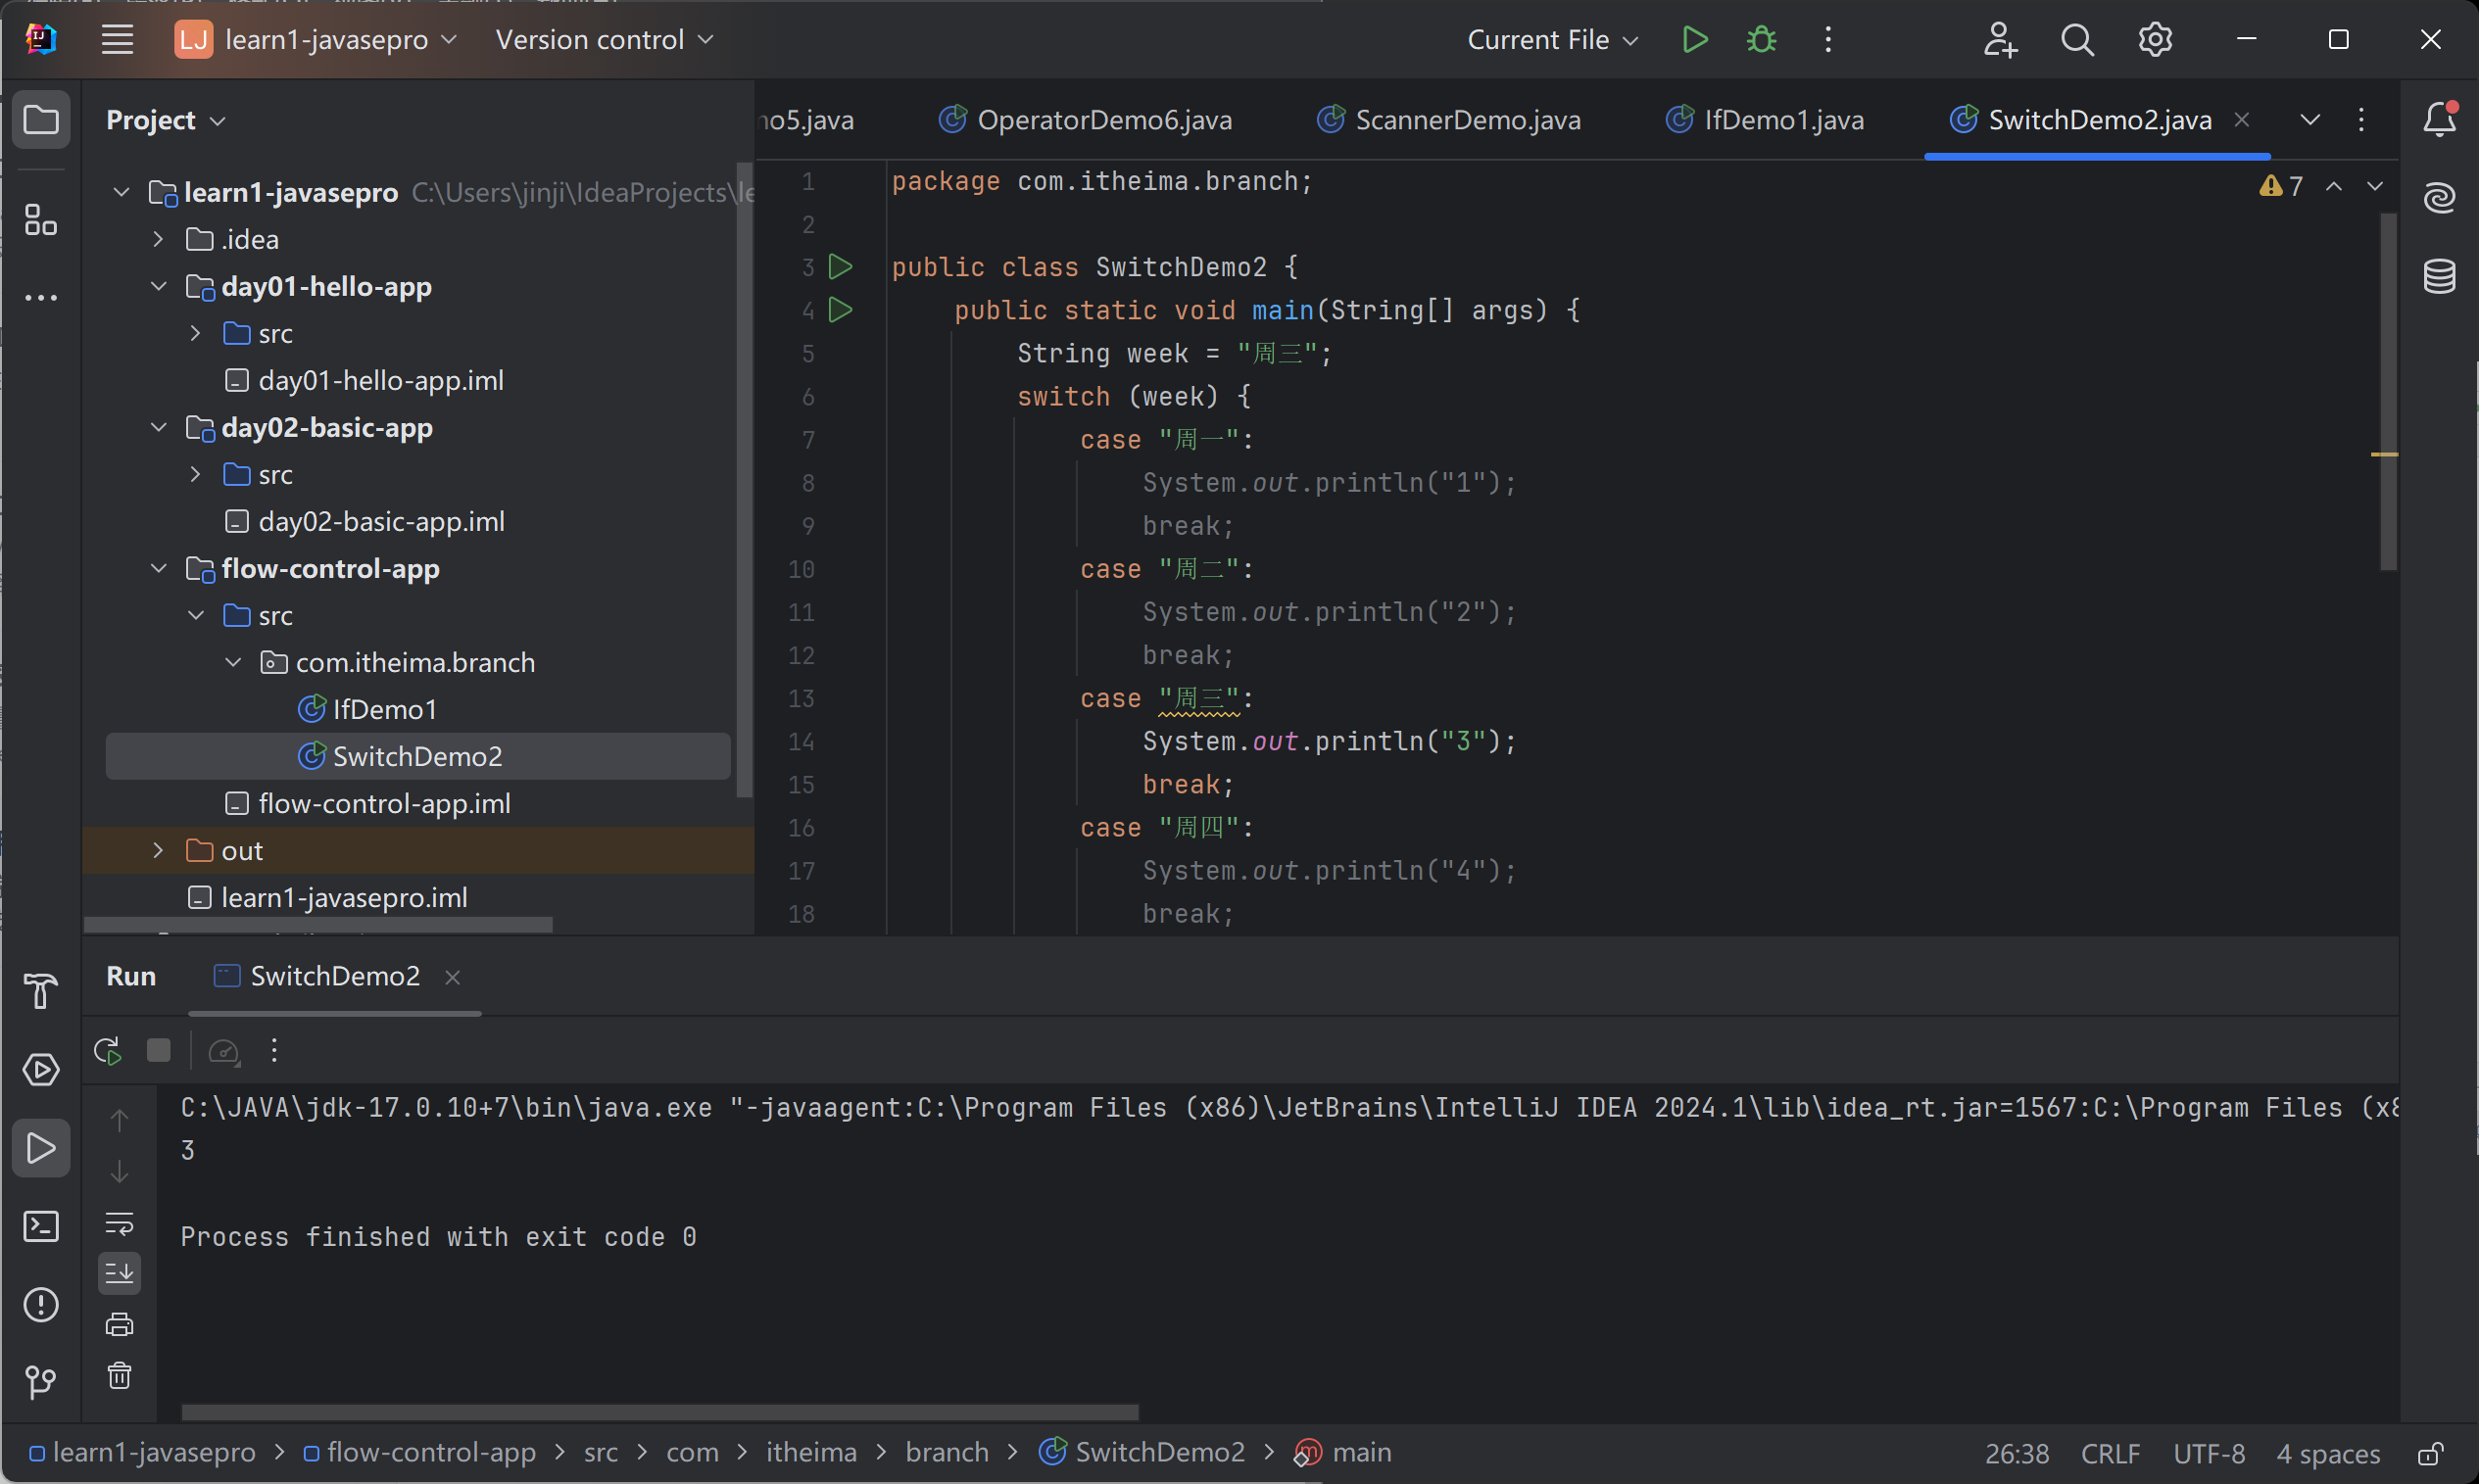 LJ learn1-javasepro Version control Current File
Project
learn1-javasepro C:\Users\jinji\IdeaProjects\le
.idea
day01-hello-app
src
day01-hello-app.iml
day02-basic-app
src
day02-basic-app.iml
flow-control-app
src
com.itheima.branch
IfDemo1
SwitchDemo2
flow-control-app.iml
out
learn1-javasepro.iml
no5.java OperatorDemo6.java ScannerDemo.java IfDemo1.java SwitchDemo2.java
7
1 package com.itheima.branch;
2
3 public class SwitchDemo2 {
4 public static void main(String[] args) {
5 String week = "周三";
6 switch (week) {
7 case "周一":
8 System.out.println("1");
9 break;
10 case "周二":
11 System.out.println("2");
12 break;
13 case "周三":
14 System.out.println("3");
15 break;
16 case "周四":
17 System.out.println("4");
18 break;
Run SwitchDemo2
C:\JAVA\jdk-17.0.10+7\bin\java.exe "-javaagent:C:\Program Files (x86)\JetBrains\IntelliJ IDEA 2024.1\lib\idea_rt.jar=1567:C:\Program Files (x8
3
Process finished with exit code 0
learn1-javasepro > flow-control-app > src > com > itheima > branch > SwitchDemo2 > main 26:38 CRLF UTF-8 4 spaces